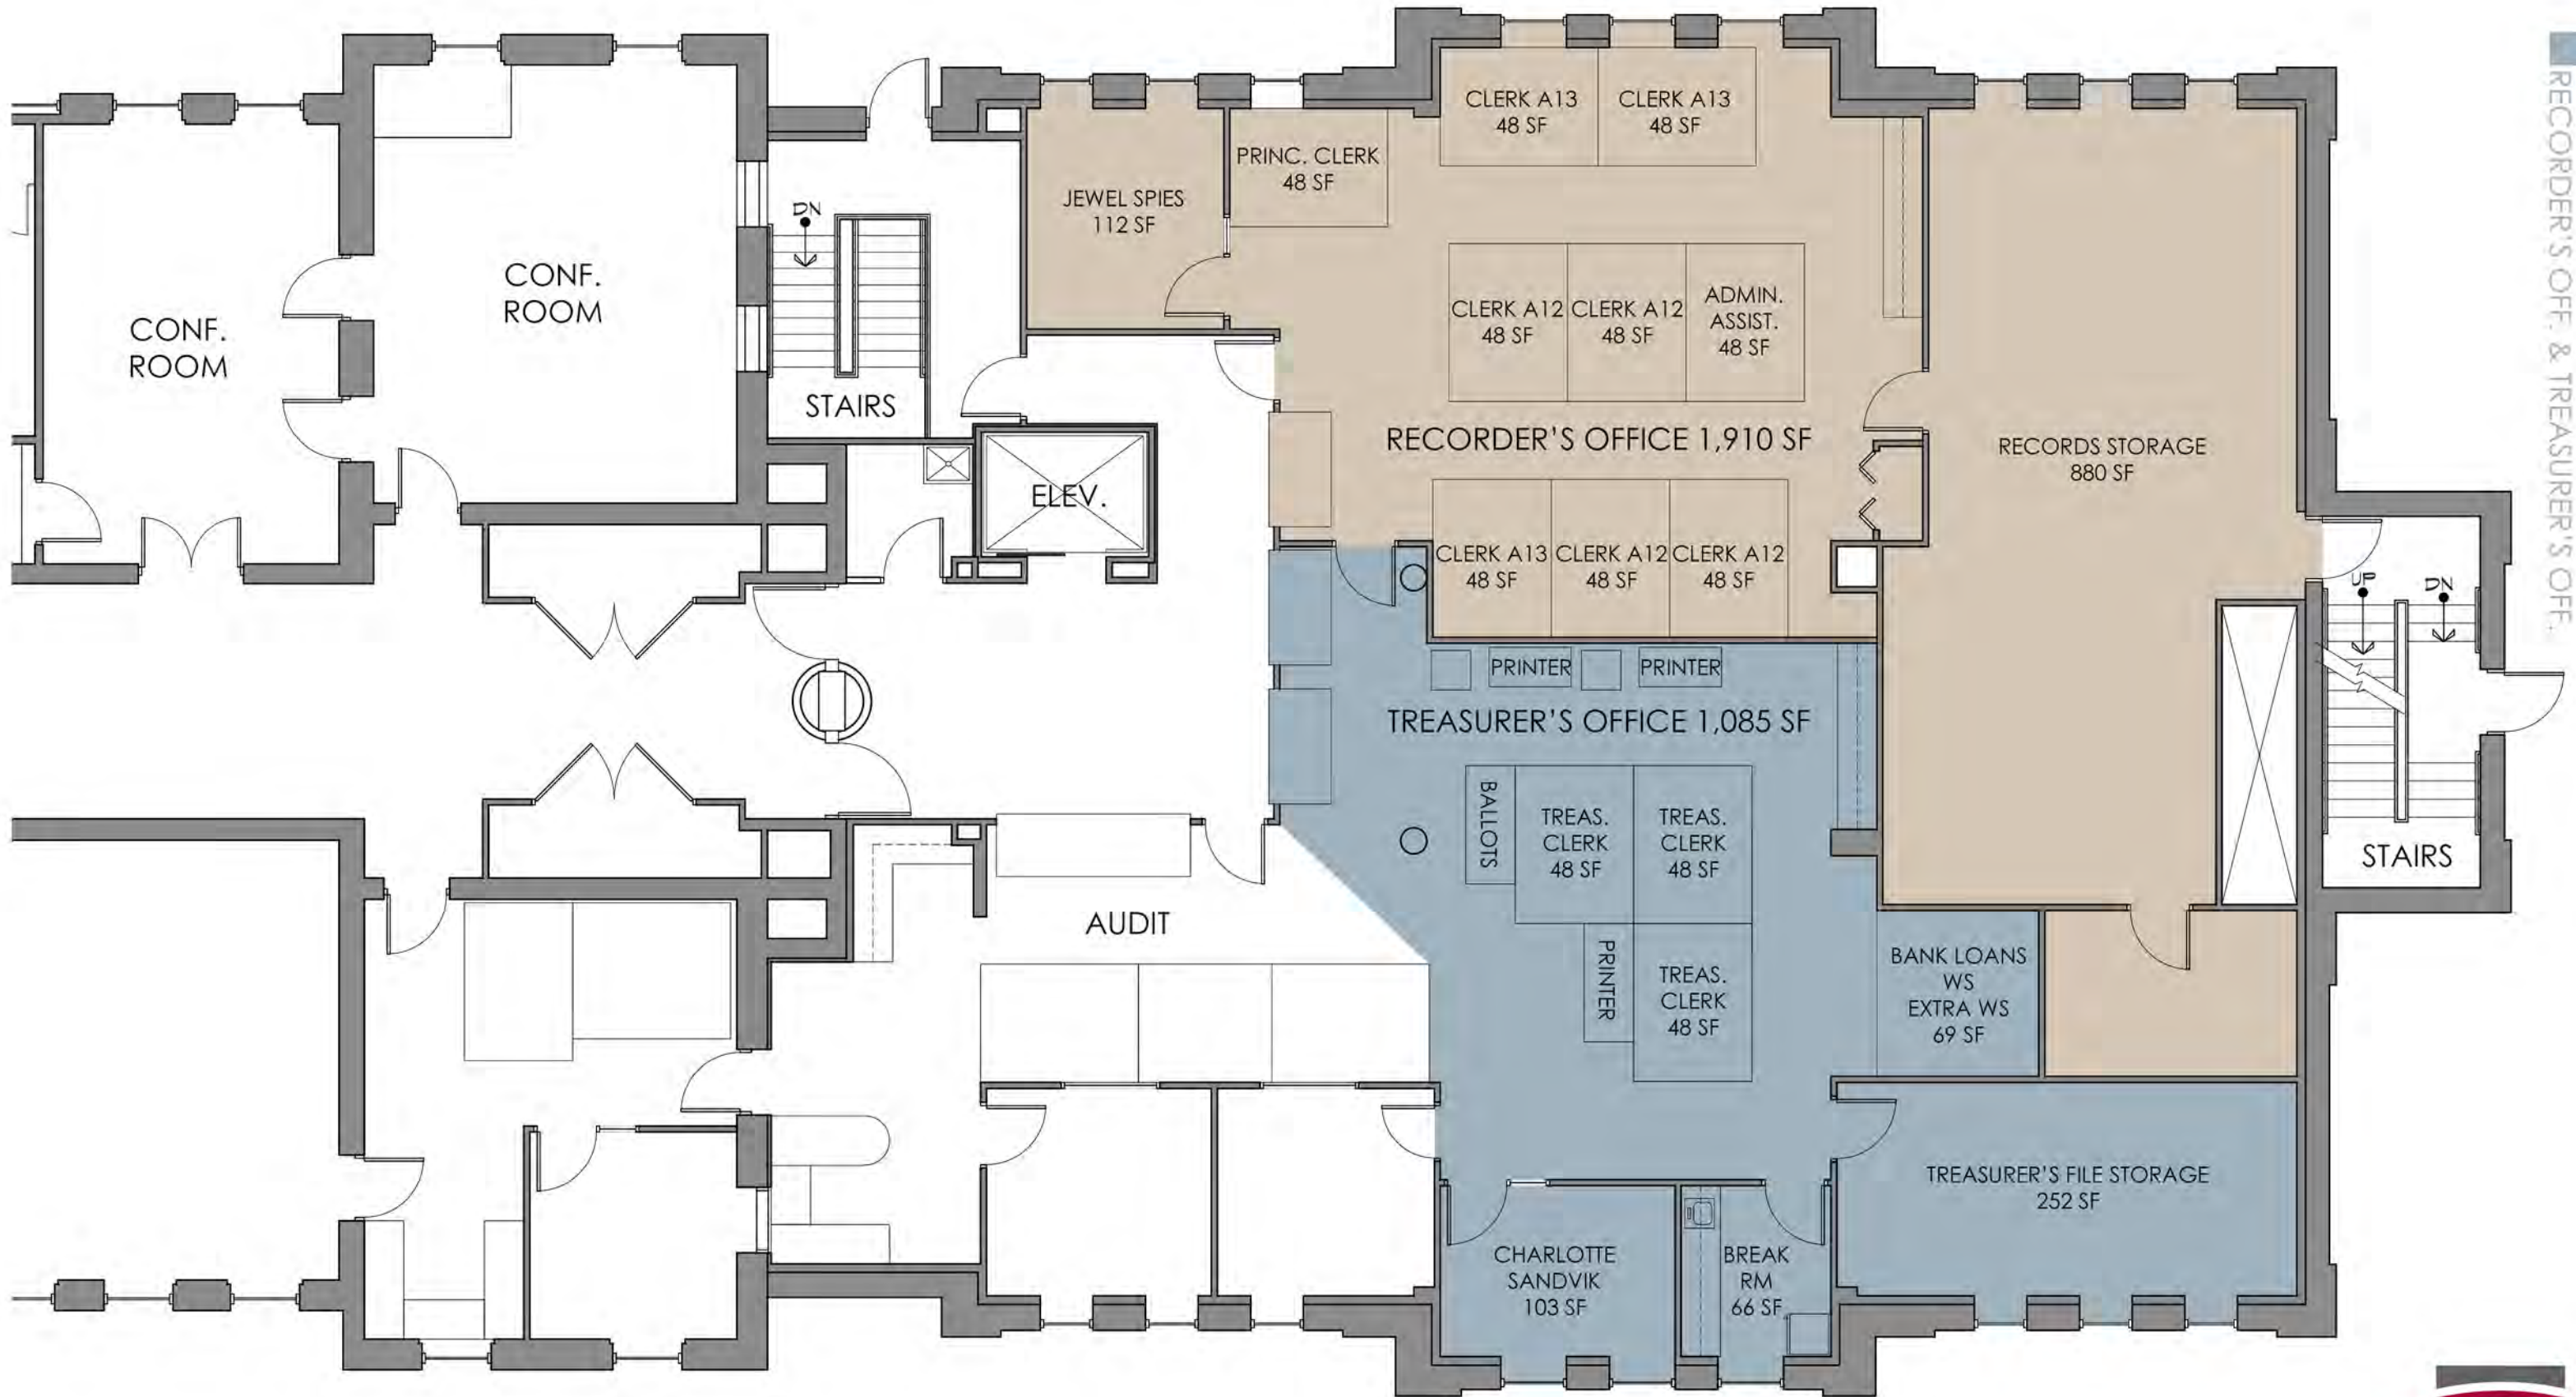 CLERK A13
48 SF
CLERK A13
48 SF
PRINC. CLERK
48 SF
JEWEL SPIES
112 SF
DN
CONF.
ROOM
CONF.
ROOM
STAIRS
CLERK A12
48 SF
CLERK A12
48 SF
ADMIN.
ASSIST.
48 SF
RECORDER'S OFFICE 1,910 SF
RECORDS STORAGE
880 SF
ELEV.
CLERK A13
48 SF
CLERK A12
48 SF
CLERK A12
48 SF
UP
DN
PRINTER
PRINTER
TREASURER'S OFFICE 1,085 SF
BALLOTS
TREAS.
CLERK
48 SF
TREAS.
CLERK
48 SF
STAIRS
AUDIT
PRINTER
TREAS.
CLERK
48 SF
BANK LOANS
WS
EXTRA WS
69 SF
TREASURER'S FILE STORAGE
252 SF
CHARLOTTE
SANDVIK
103 SF
BREAK
RM
66 SF
RECORDER'S OFF. & TREASURER'S OFF.